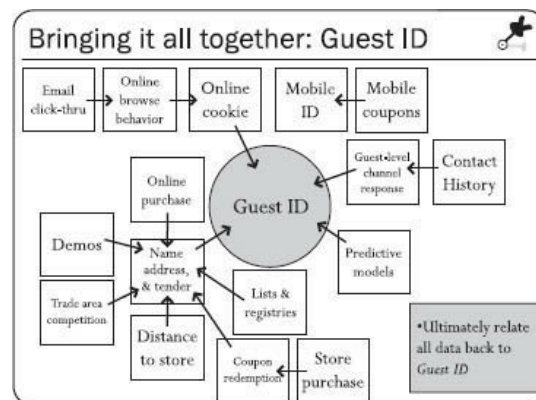 Bringing it all together: Guest ID
Email
click-thru
Online
browse
behavior
Online
cookie
Mobile
ID
Mobile
coupons
Guest-level
channel
response
Contact
History
Online
purchase
Guest ID
Demos
Name
address,
& tender
Predictive
models
Trade area
competition
Lists &
registries
Distance
to store
Coupon
redemption
Store
purchase
•Ultimately relate
all data back to
Guest ID